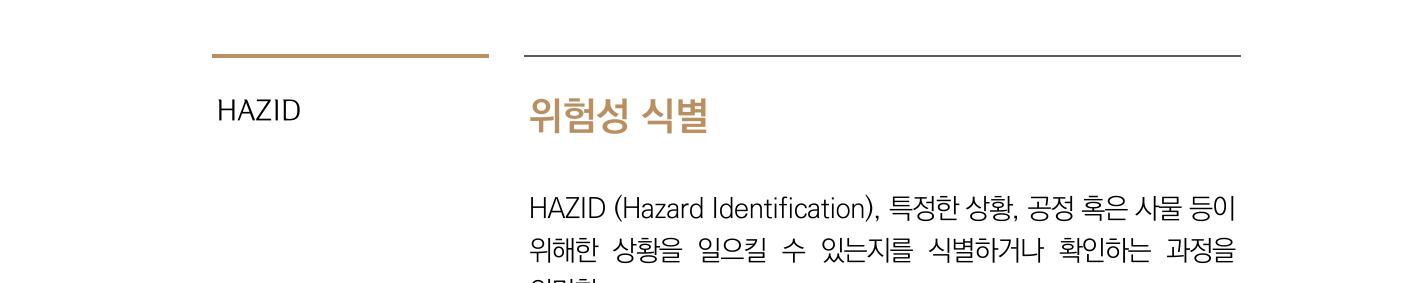 HAZID
위험성 식별
HAZID (Hazard Identification), 특정한 상황, 공정 혹은 사물 등이
위해한 상황을 일으킬 수 있는지를 식별하거나 확인하는 과정을